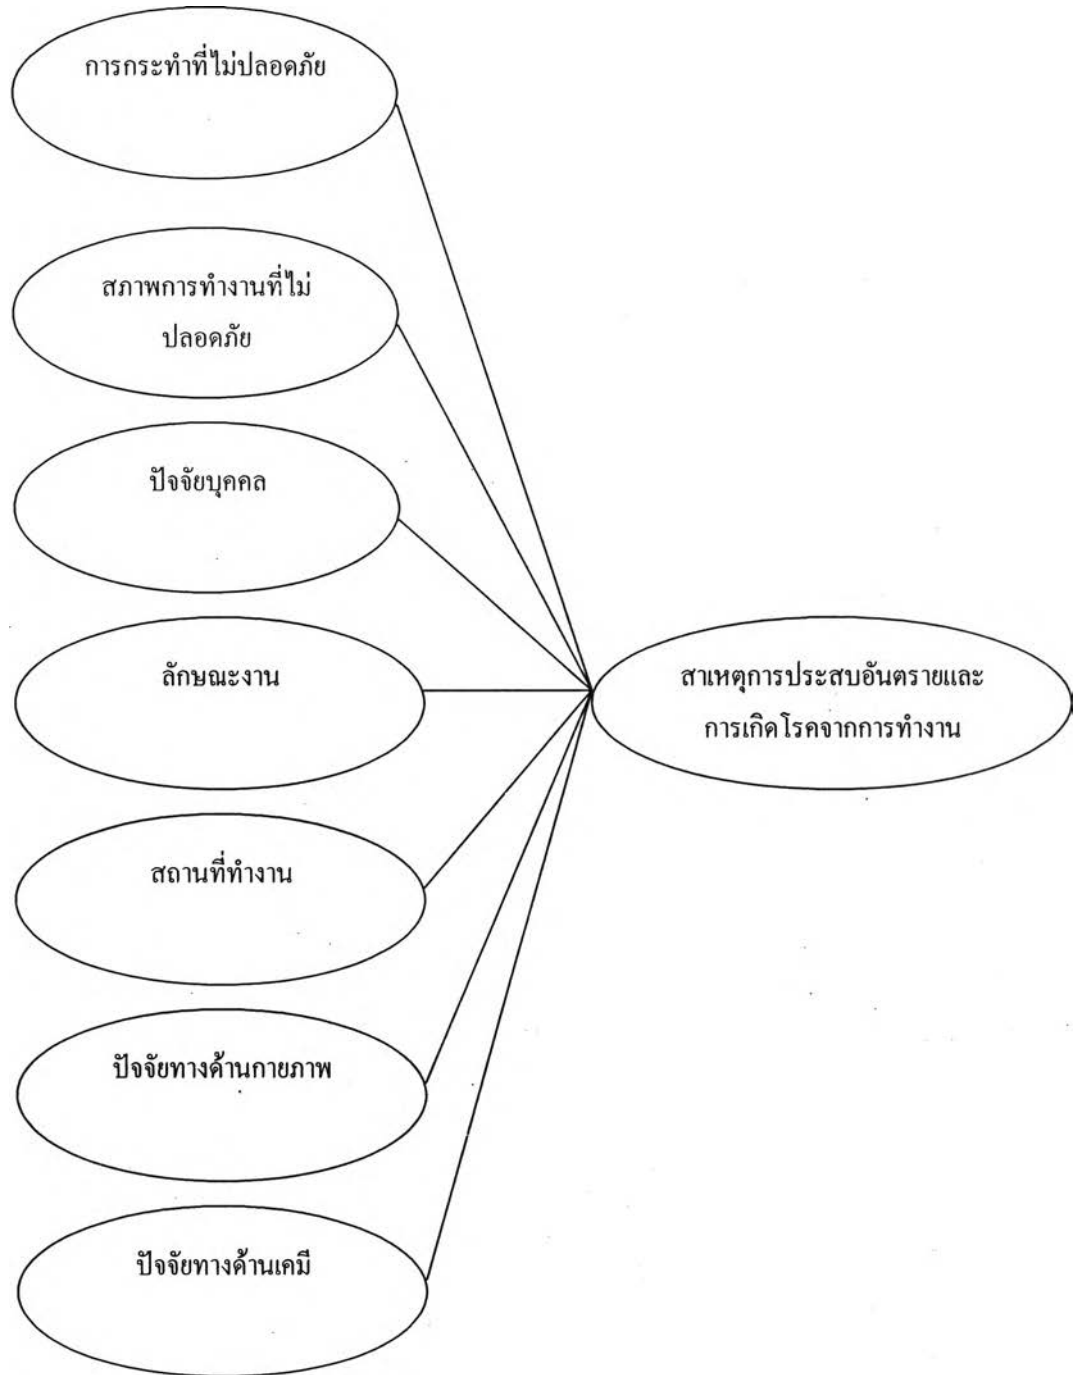 การกระทำที่ไม่ปลอดภัย
สภาพการทำงานที่ไม่
ปลอดภัย
ปัจจัยบุคคล
ลักษณะงาน
สถานที่ทำงาน
ปัจจัยทางด้านกายภาพ
ปัจจัยทางด้านเคมี
สาเหตุการประสบอันตรายและ
การเกิดโรคจากการทำงาน